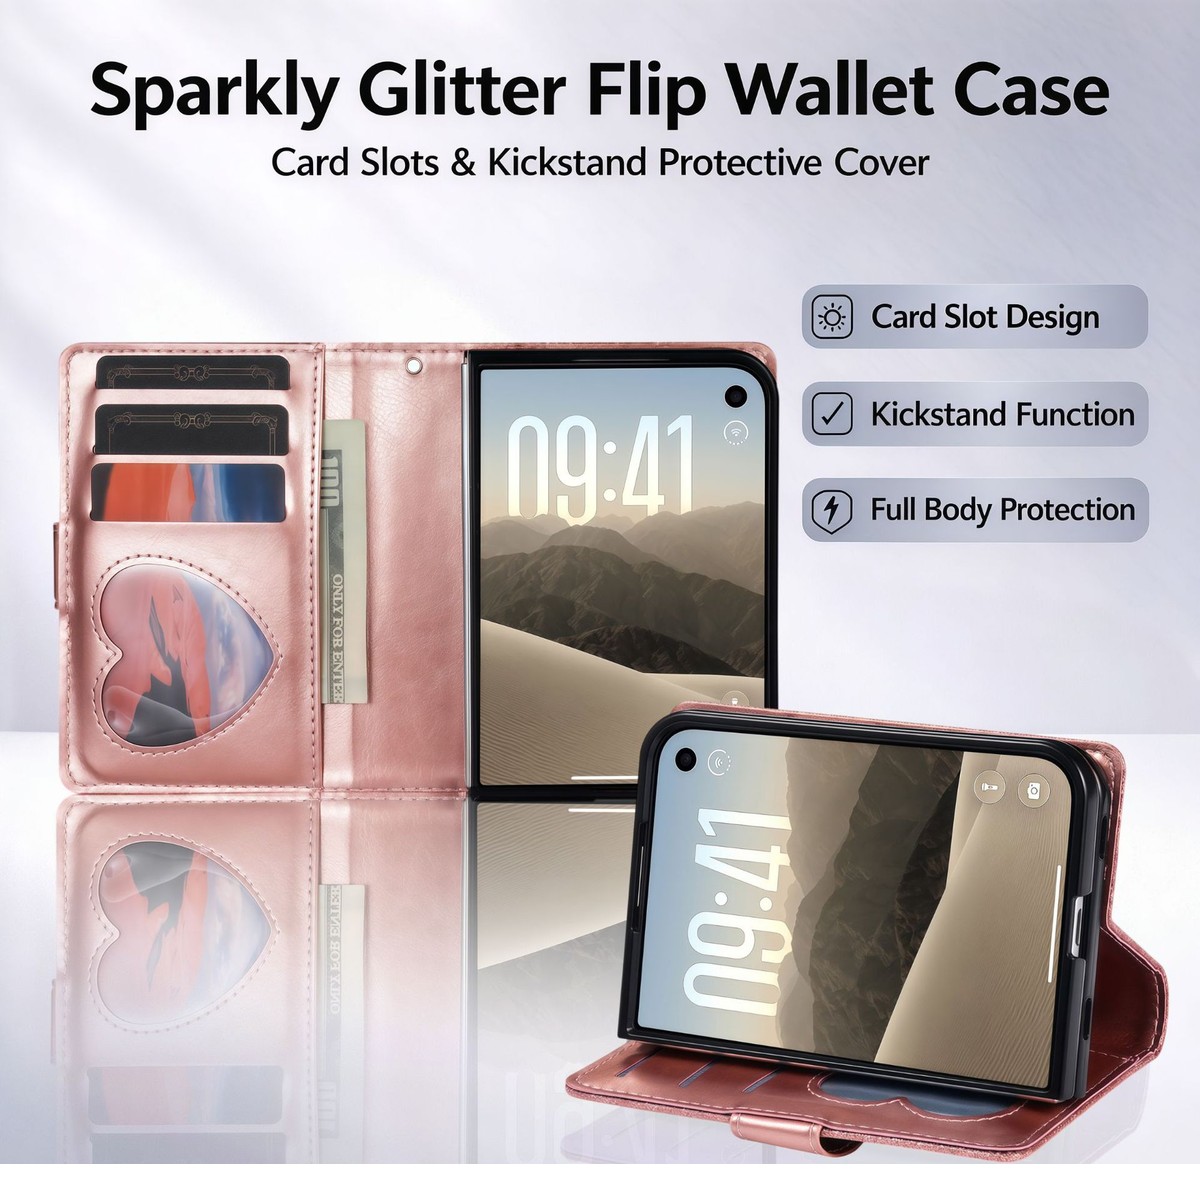 Sparkly Glitter Flip Wallet Case
Card Slots & Kickstand Protective Cover
Card Slot Design
Kickstand Function
Full Body Protection
09:41
100
ONLY FOR ENTER
09:41